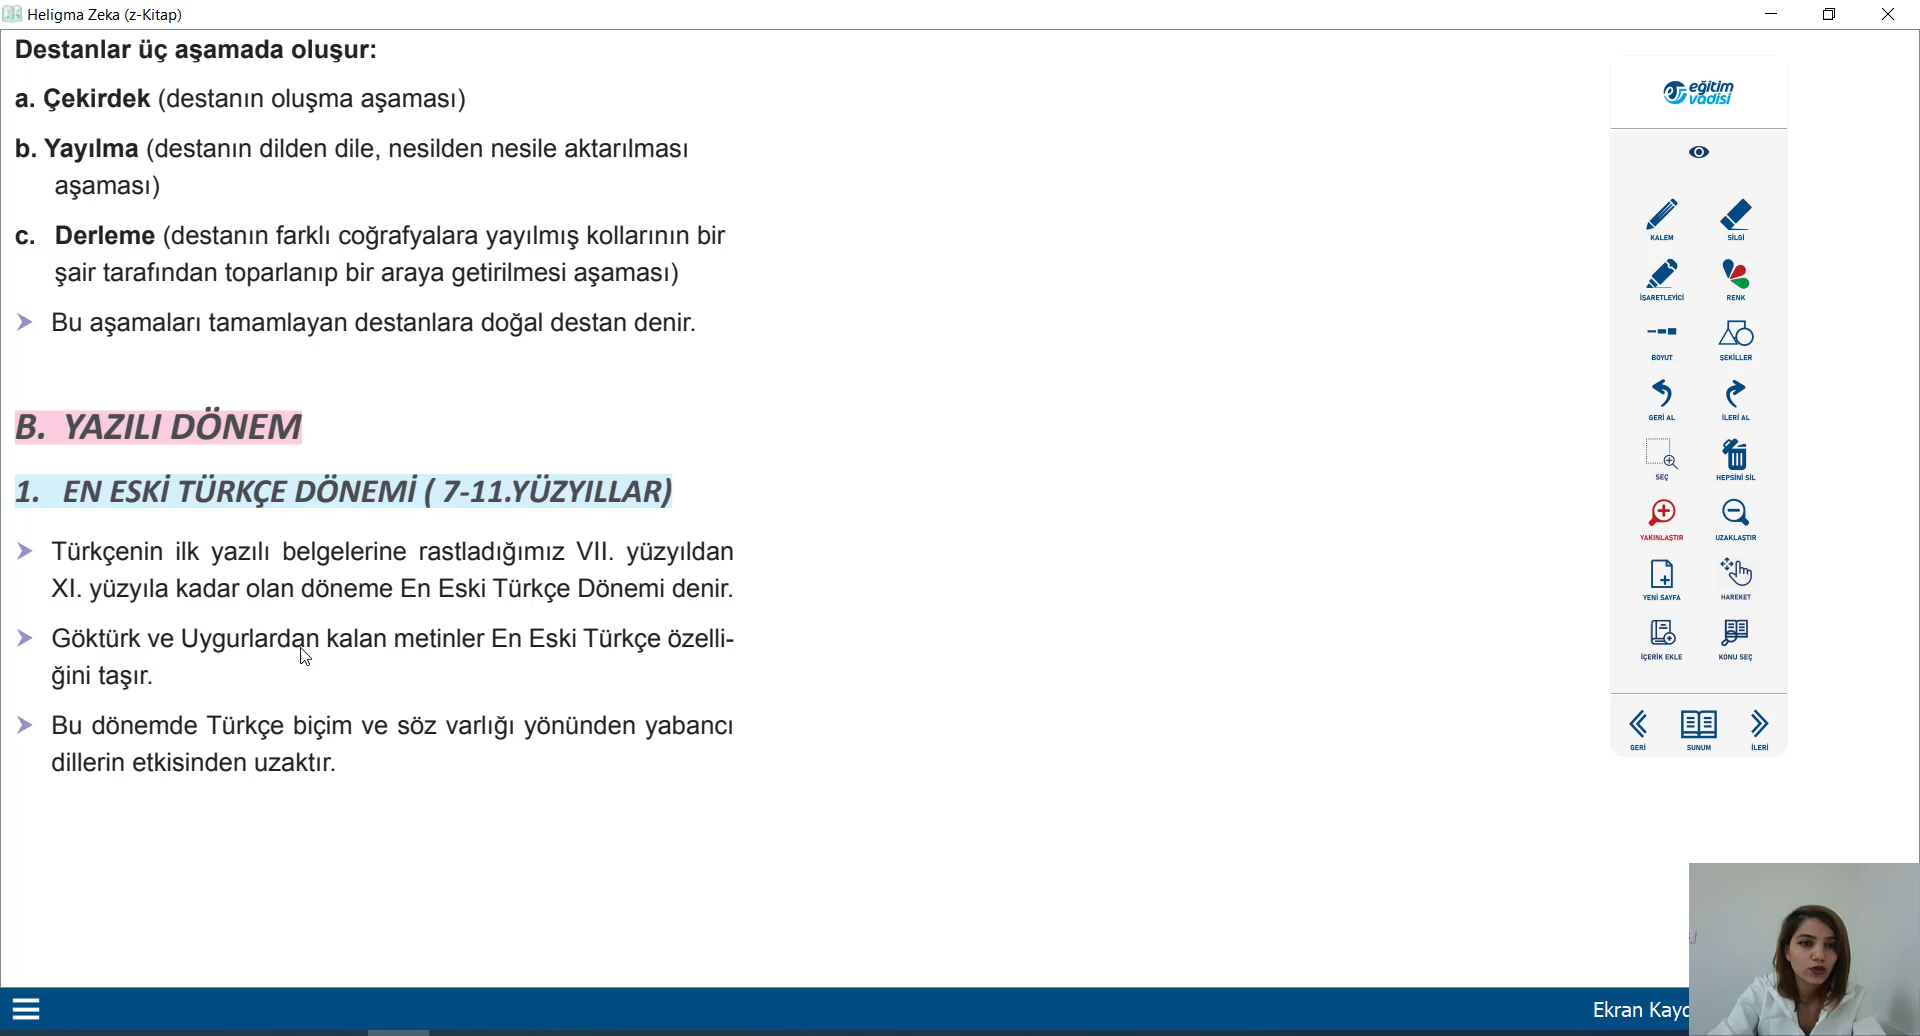 Heligma Zeka (z-Kitap)
Destanlar üç aşamada oluşur:
a. Çekirdek (destanın oluşma aşaması)
b. Yayılma (destanın dilden dile, nesilden nesile aktarılması
aşaması)
c. Derleme (destanın farklı coğrafyalara yayılmış kollarının bir
şair tarafından toparlanıp bir araya getirilmesi aşaması)
➤ Bu aşamaları tamamlayan destanlara doğal destan denir.
B. YAZILI DÖNEM
1. EN ESKİ TÜRKÇE DÖNEMİ ( 7-11.YÜZYILLAR)
➤ Türkçenin ilk yazılı belgelerine rastladığımız VII. yüzyıldan
XI. yüzyıla kadar olan döneme En Eski Türkçe Dönemi denir.
➤ Göktürk ve Uygurlardan kalan metinler En Eski Türkçe özelli-
ğini taşır.
➤ Bu dönemde Türkçe biçim ve söz varlığı yönünden yabancı
dillerin etkisinden uzaktır.
eğitim
vadisi
KALEM SİLGİ
İŞARETLEYİCİ RENK
BOYUT ŞEKİLLER
GERİ AL İLERİ AL
SEÇ HEPSİNİ SİL
YAKINLAŞTIR UZAKLAŞTIR
YENİ SAYFA HAREKET
İÇERİK EKLE KONU SEÇ
GERİ SUNUM İLERİ
Ekran